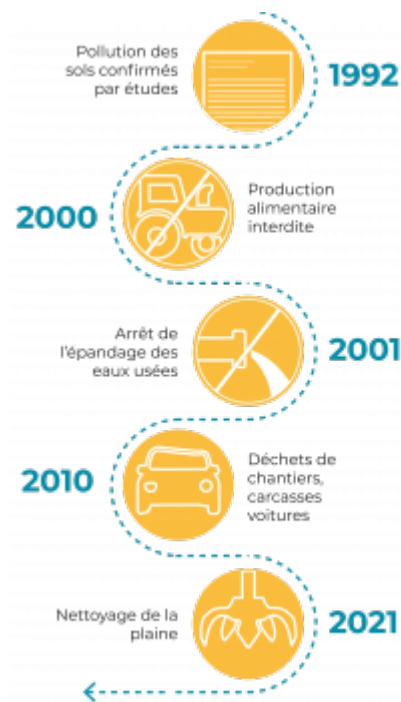 Pollution des
sols confirmés
par études
1992
2000
Production
alimentaire
interdite
Arrêt de
l'épandage des
eaux usées
2001
2010
Déchets de
chantiers,
carcasses
voitures
Nettoyage de la
plaine
2021